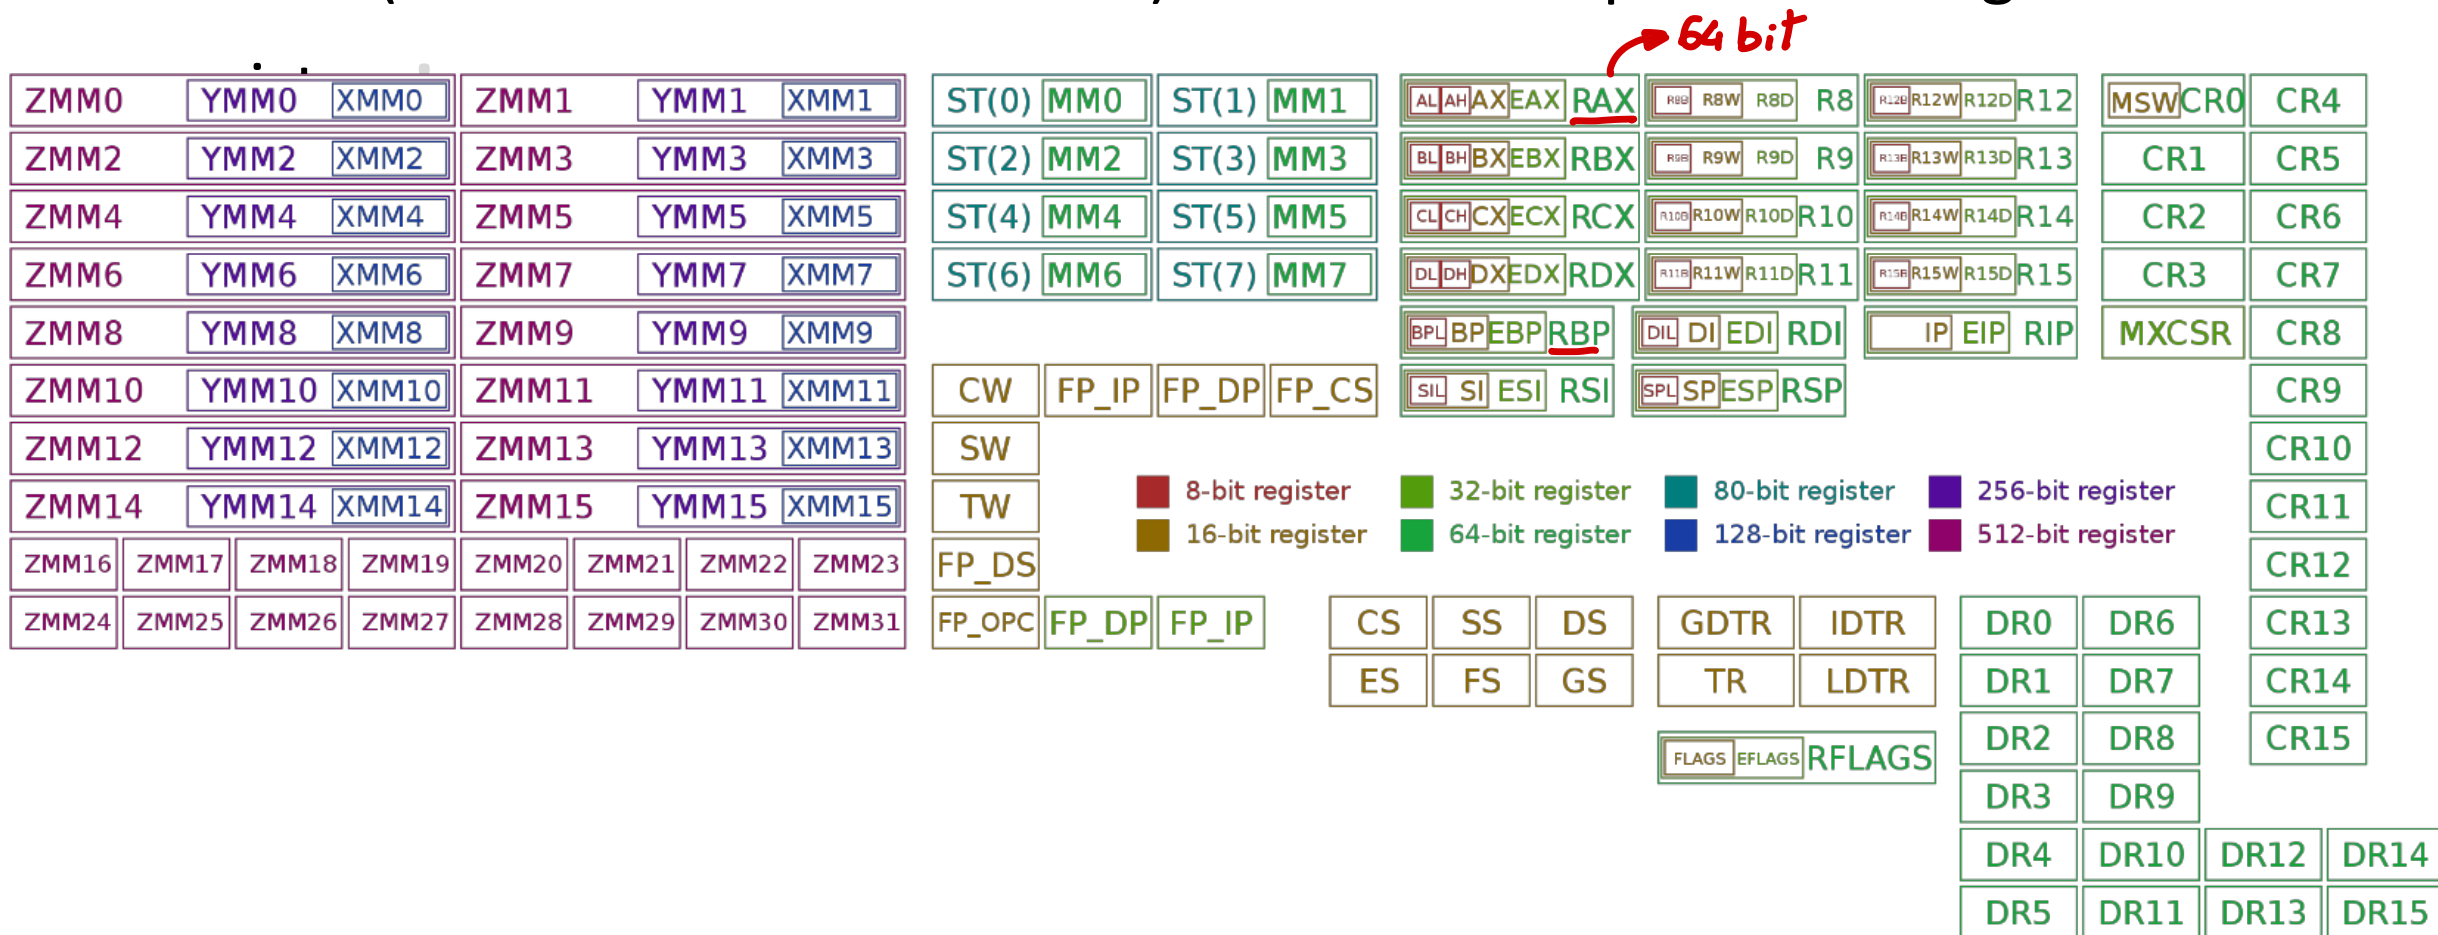 64 bit
ZMM0 YMM0 XMM0 ZMM1 YMM1 XMM1 ST(0) MM0 ST(1) MM1 AL AH AX EAX RAX R8B R8W R8D R8 R12B R12W R12D R12 MSW CR0 CR4
ZMM2 YMM2 XMM2 ZMM3 YMM3 XMM3 ST(2) MM2 ST(3) MM3 BL BH BX EBX RBX R9B R9W R9D R9 R13B R13W R13D R13 CR1 CR5
ZMM4 YMM4 XMM4 ZMM5 YMM5 XMM5 ST(4) MM4 ST(5) MM5 CL CH CX ECX RCX R10B R10W R10D R10 R14B R14W R14D R14 CR2 CR6
ZMM6 YMM6 XMM6 ZMM7 YMM7 XMM7 ST(6) MM6 ST(7) MM7 DL DH DX EDX RDX R11B R11W R11D R11 R15B R15W R15D R15 CR3 CR7
ZMM8 YMM8 XMM8 ZMM9 YMM9 XMM9 BPL BP EBP RBP DIL DI EDI RDI IP EIP RIP MXCSR CR8
ZMM10 YMM10 XMM10 ZMM11 YMM11 XMM11 CW FP_IP FP_DP FP_CS SIL SI ESI RSI SPL SP ESP RSP CR9
ZMM12 YMM12 XMM12 ZMM13 YMM13 XMM13 SW CR10
ZMM14 YMM14 XMM14 ZMM15 YMM15 XMM15 TW 8-bit register 32-bit register 80-bit register 256-bit register CR11
16-bit register 64-bit register 128-bit register 512-bit register
ZMM16 ZMM17 ZMM18 ZMM19 ZMM20 ZMM21 ZMM22 ZMM23 FP_DS CR12
ZMM24 ZMM25 ZMM26 ZMM27 ZMM28 ZMM29 ZMM30 ZMM31 FP_OPC FP_DP FP_IP CS SS DS GDTR IDTR DR0 DR6 CR13
ES FS GS TR LDTR DR1 DR7 CR14
FLAGS EFLAGS RFLAGS DR2 DR8 CR15
DR3 DR9
DR4 DR10 DR12 DR14
DR5 DR11 DR13 DR15